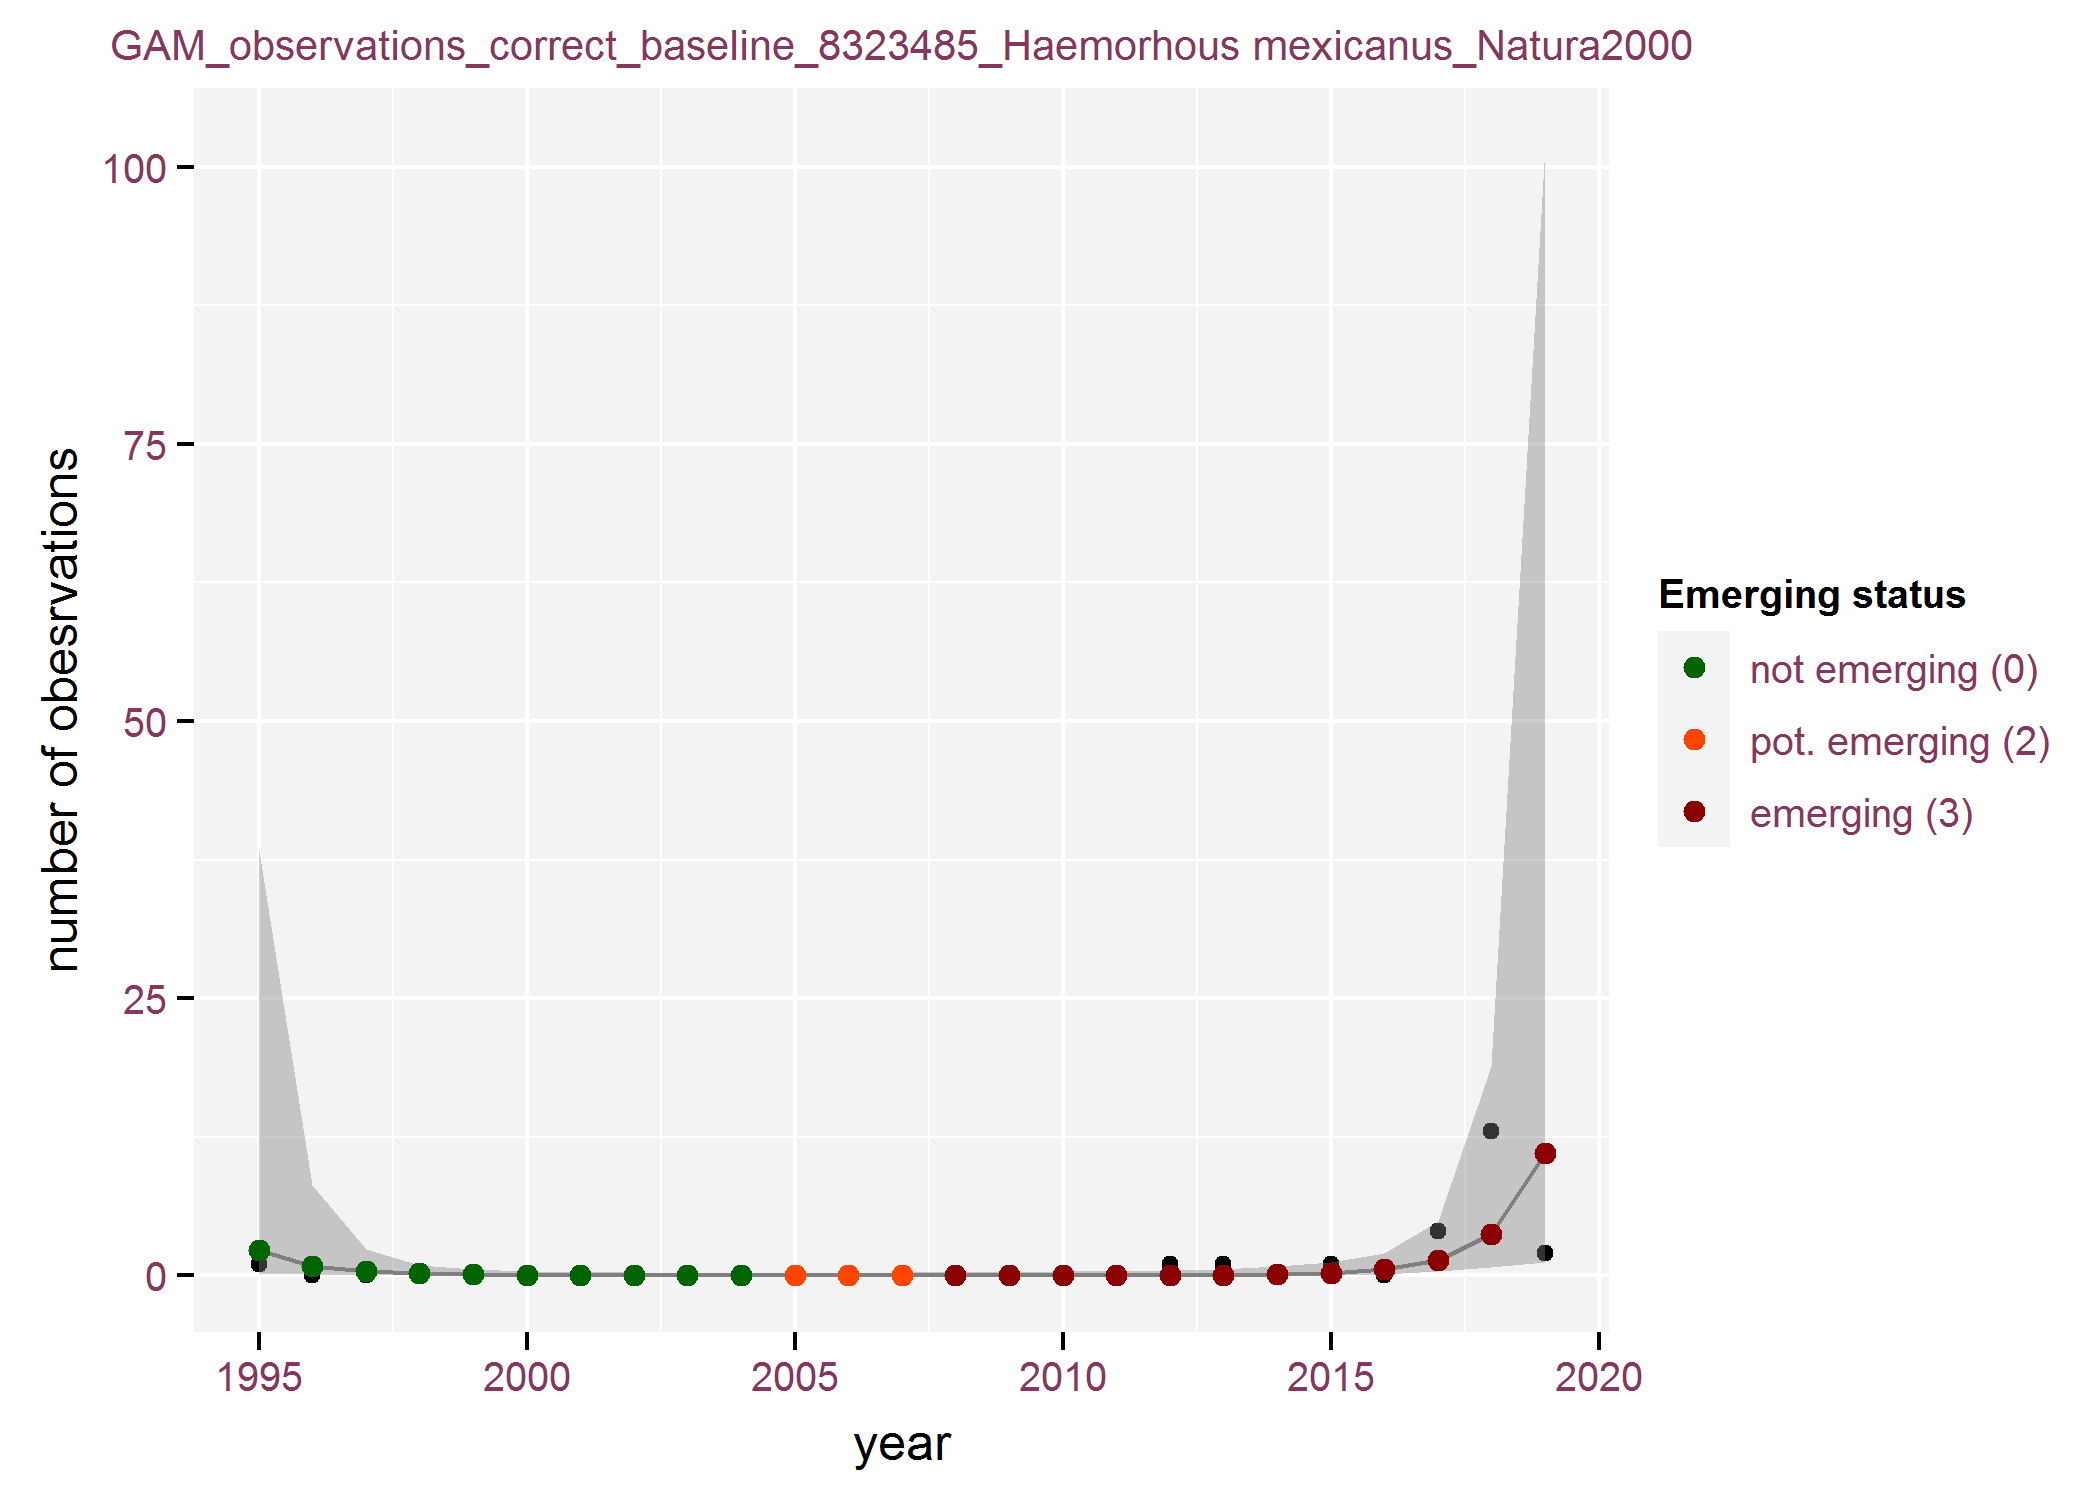 GAM_observations_correct_baseline_8323485_Haemorhous mexicanus_Natura2000
number of obesrvations
100
75
50
25
0
1995 2000 2005 2010 2015 2020
year
Emerging status
not emerging (0)
pot. emerging (2)
emerging (3)